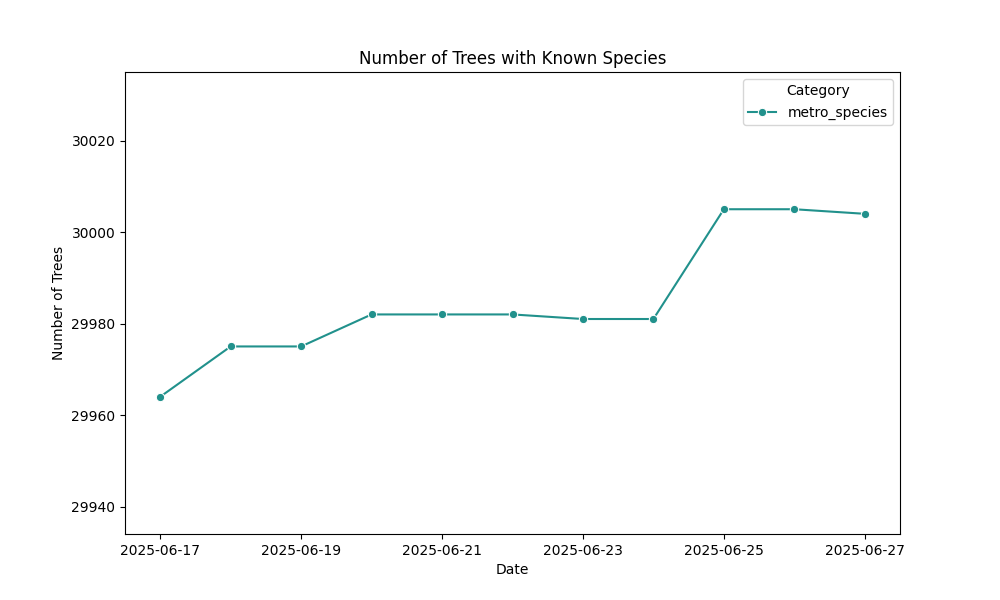 Number of Trees with Known Species
Category
metro_species
30020
30000
29980
29960
29940
Number of Trees
2025-06-17 2025-06-19 2025-06-21 2025-06-23 2025-06-25 2025-06-27
Date